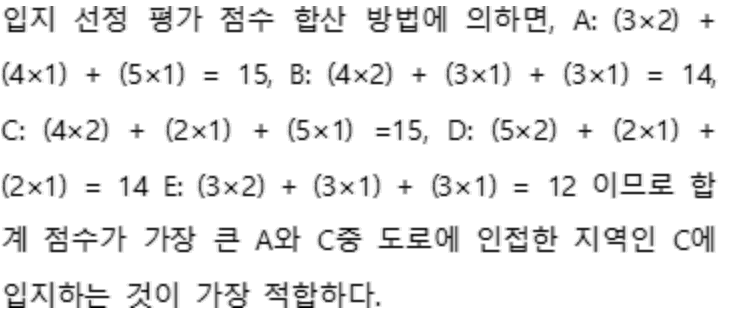 입지 선정 평가 점수 합산 방법에 의하면, A: (3×2) +
(4×1) + (5×1) = 15, B: (4×2) + (3×1) + (3×1) = 14,
C: (4×2) + (2×1) + (5×1) =15, D: (5×2) + (2×1) +
(2×1) = 14 E: (3×2) + (3×1) + (3×1) = 12 이므로 합
계 점수가 가장 큰 A와 C중 도로에 인접한 지역인 C에
입지하는 것이 가장 적합하다.